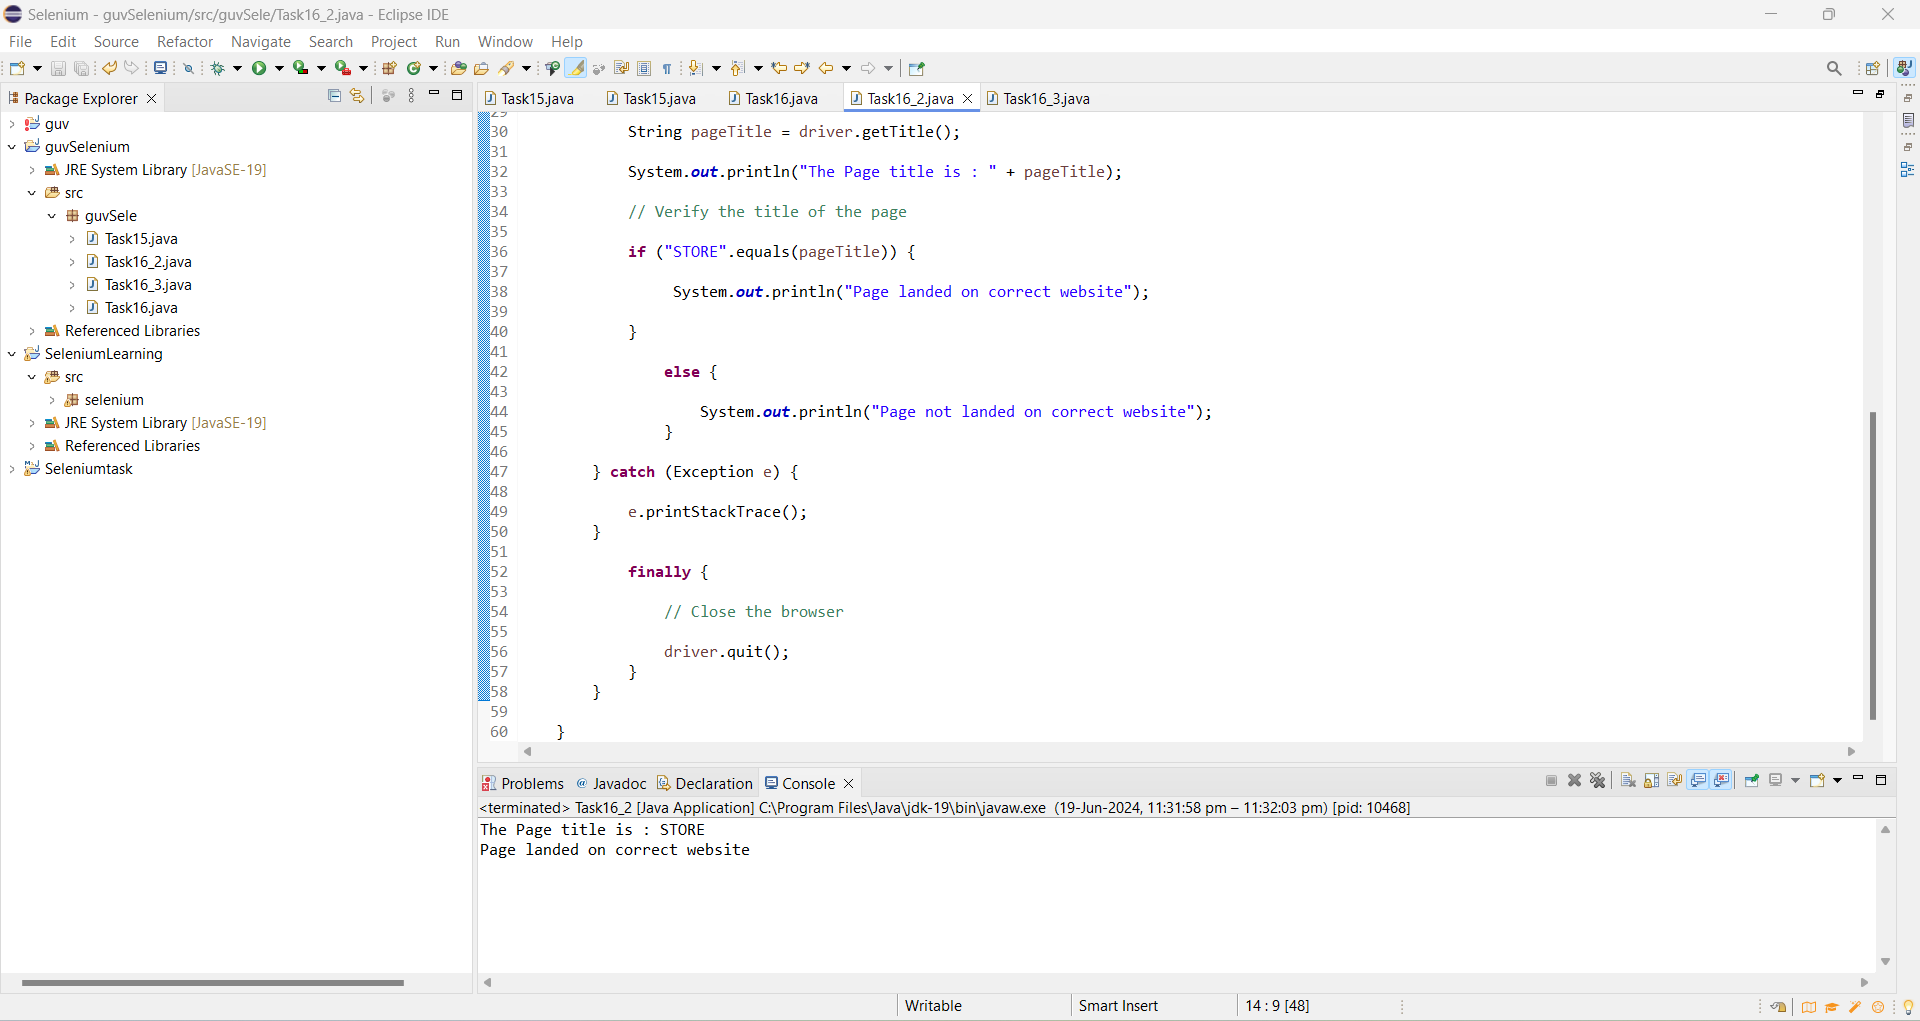 Selenium - guvSelenium/src/guvSele/Task16_2.java - Eclipse IDE
File Edit Source Refactor Navigate Search Project Run Window Help
Package Explorer
guv
guvSelenium
JRE System Library [JavaSE-19]
src
guvSele
Task15.java
Task16_2.java
Task16_3.java
Task16.java
Referenced Libraries
SeleniumLearning
src
selenium
JRE System Library [JavaSE-19]
Referenced Libraries
Seleniumtask
Task15.java Task15.java Task16.java Task16_2.java Task16_3.java
29
30 String pageTitle = driver.getTitle();
31
32 System.out.println("The Page title is : " + pageTitle);
33
34 // Verify the title of the page
35
36 if ("STORE".equals(pageTitle)) {
37
38 System.out.println("Page landed on correct website");
39
40 }
41
42 else {
43
44 System.out.println("Page not landed on correct website");
45 }
46
47 } catch (Exception e) {
48
49 e.printStackTrace();
50 }
51
52 finally {
53
54 // Close the browser
55
56 driver.quit();
57 }
58 }
59
60 }
Problems @ Javadoc Declaration Console
<terminated> Task16_2 [Java Application] C:\Program Files\Java\jdk-19\bin\javaw.exe (19-Jun-2024, 11:31:58 pm – 11:32:03 pm) [pid: 10468]
The Page title is : STORE
Page landed on correct website
Writable Smart Insert 14 : 9 [48]